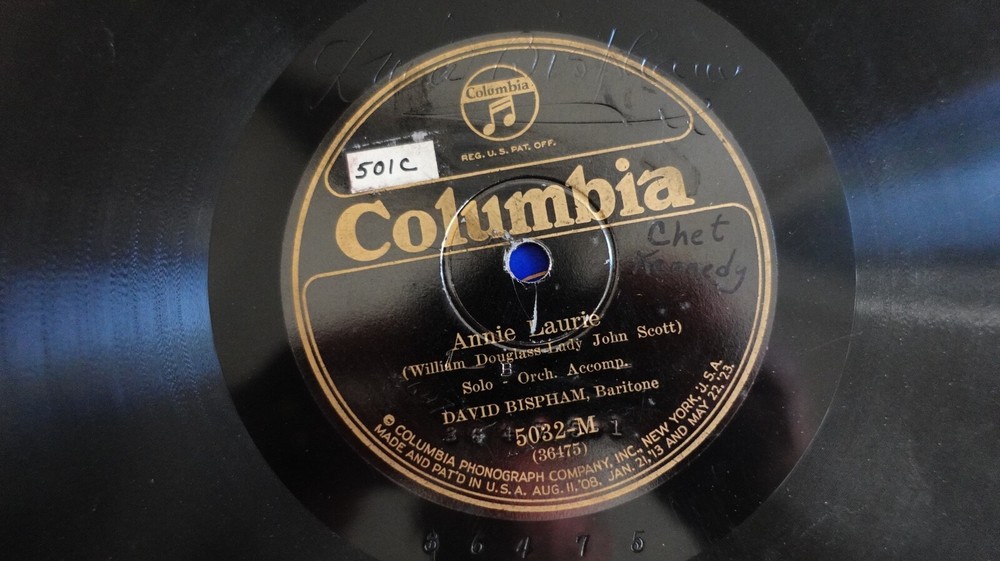 Columbia
REG. U.S. PAT. OFF.
501C
Columbia
Chet
Kennedy
Annie Laurie
(William Douglass-Lady John Scott)
Solo - Orch. Accomp.
DAVID BISPHAM, Baritone
5032-M
(36475)
© COLUMBIA PHONOGRAPH COMPANY, INC., NEW YORK, U.S.A.
MADE AND PAT'D IN U.S.A. AUG. 11, '08. JAN. 21, '13 AND MAY 22, '23.
36475